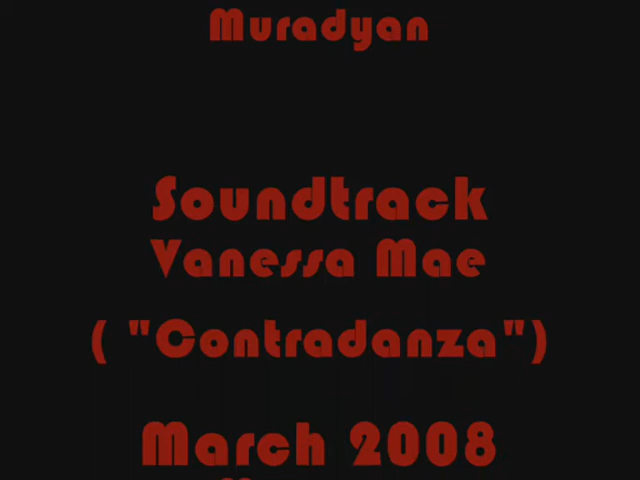 Muradyan
Soundtrack
Vanessa Mae
( "Contradanza")
March 2008